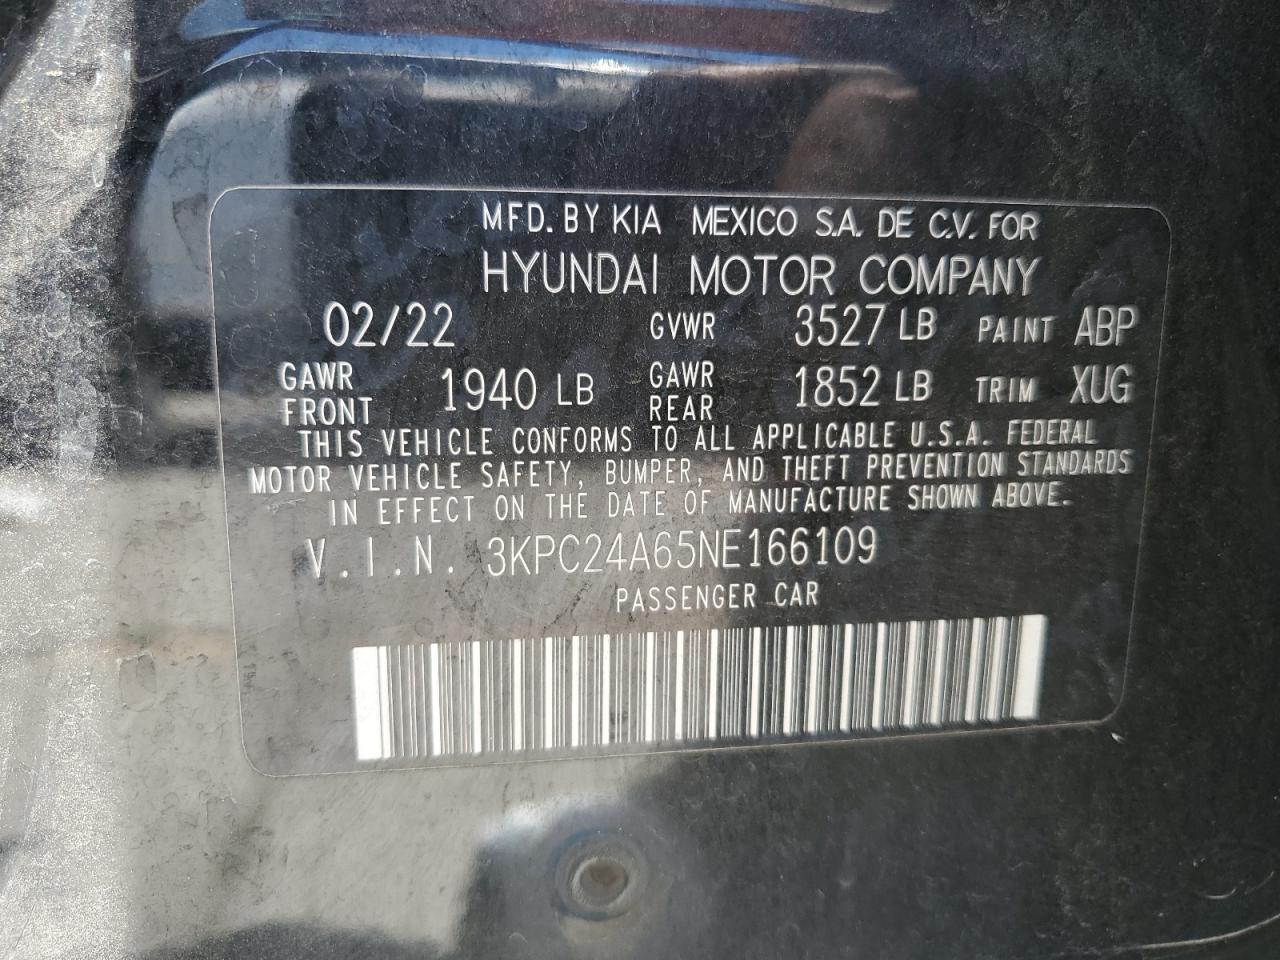 MFD. BY KIA MEXICO S.A. DE C.V. FOR
HYUNDAI MOTOR COMPANY
02/22 GVWR 3527 LB PAINT ABP
GAWR FRONT 1940 LB GAWR REAR 1852 LB TRIM XUG
THIS VEHICLE CONFORMS TO ALL APPLICABLE U.S.A. FEDERAL
MOTOR VEHICLE SAFETY, BUMPER, AND THEFT PREVENTION STANDARDS
IN EFFECT ON THE DATE OF MANUFACTURE SHOWN ABOVE.
V.I.N. 3KPC24A65NE166109
PASSENGER CAR